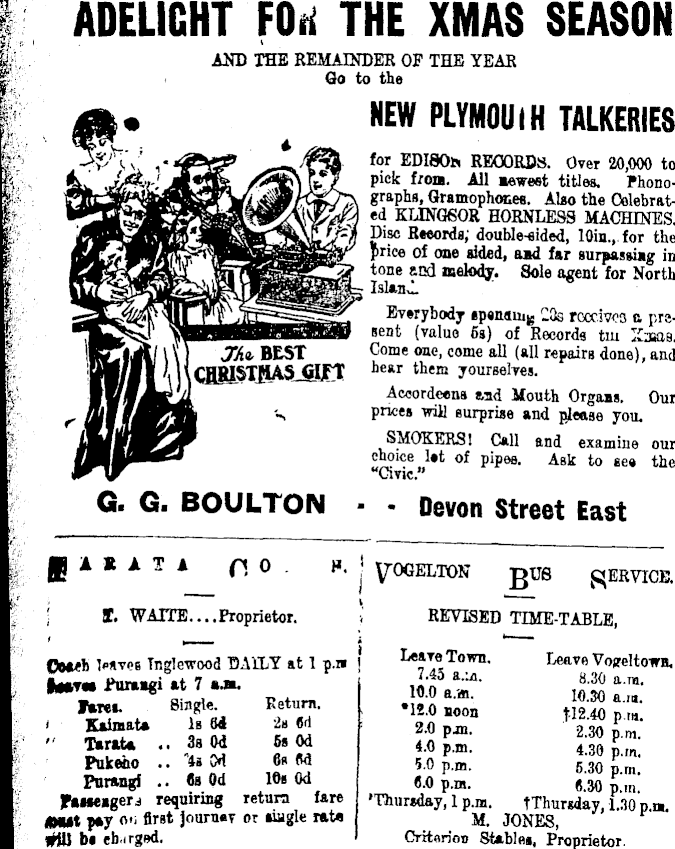 ADELIGHT FOR THE XMAS SEASON
AND THE REMAINDER OF THE YEAR
Go to the
NEW PLYMOUTH TALKERIES
for EDISON RECORDS. Over 20,000 to
pick from. All newest titles. Phono-
graphs, Gramophones. Also the Celebrat-
ed KLINGSOR HORNLESS MACHINES.
Disc Records, double-sided, 10in., for the
price of one sided, and far surpassing in
tone and melody. Sole agent for North
Island.
Everybody spending 20s receives a pre-
sent (value 5s) of Records till Xmas.
Come one, come all (all repairs done), and
hear them yourselves.
Accordeons and Mouth Organs. Our
prices will surprise and please you.
SMOKERS! Call and examine our
choice lot of pipes. Ask to see the
"Civic."
The BEST
CHRISTMAS GIFT
G. G. BOULTON - - Devon Street East
TARATA CO H.
T. WAITE....Proprietor.
Coach leaves Inglewood DAILY at 1 p.m
Leaves Purangi at 7 a.m.
Fares. Single. Return.
Kaimata 1s 6d 2s 6d
Tarata .. 3s 0d 5s 0d
Pukeho .. 4s 0d 6s 6d
Purangi .. 6s 0d 10s 0d
Passengers requiring return fare
must pay on first journey or single rate
will be charged.
VOGELTON BUS SERVICE.
REVISED TIME-TABLE,
Leave Town. Leave Vogeltown.
7.45 a.m. 8.30 a.m.
10.0 a.m. 10.30 a.m.
*12.0 noon †12.40 p.m.
2.0 p.m. 2.30 p.m.
4.0 p.m. 4.30 p.m.
5.0 p.m. 5.30 p.m.
6.0 p.m. 6.30 p.m.
*Thursday, 1 p.m. †Thursday, 1.30 p.m.
M. JONES,
Criterion Stables, Proprietor.